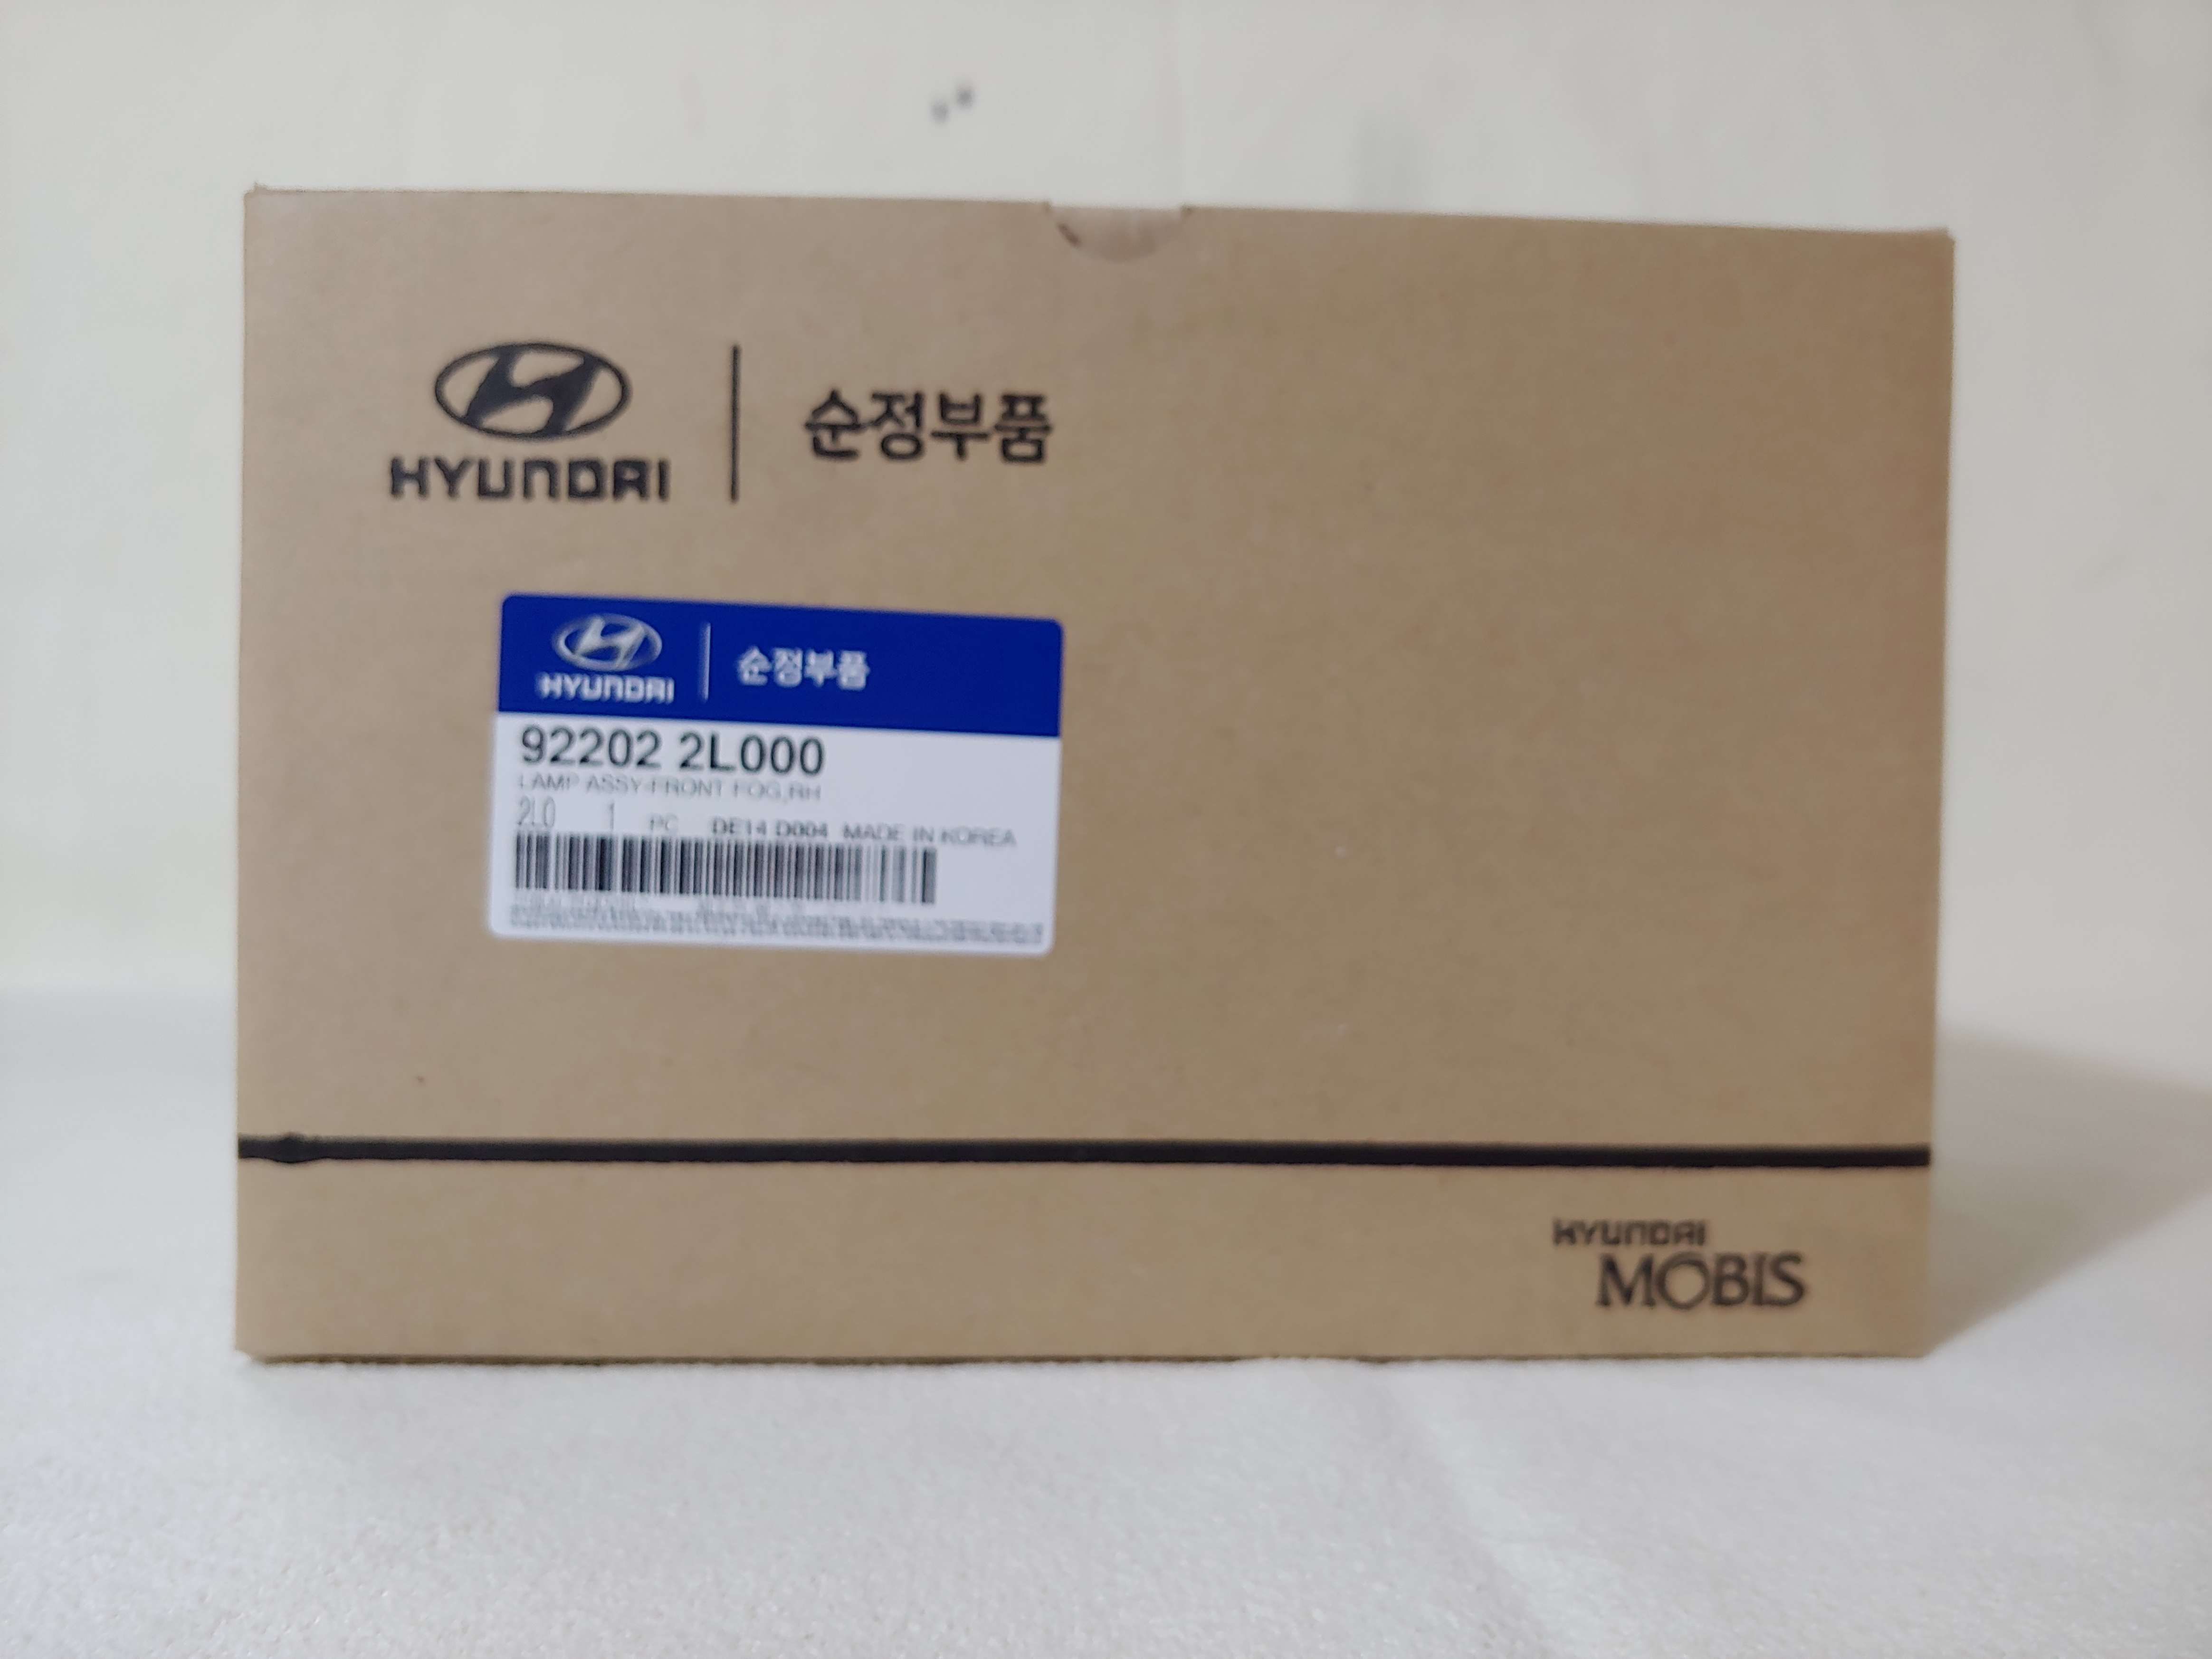 HYUNDAI
순정부품
HYUNDAI
순정부품
92202 2L000
LAMP ASSY-FRONT FOG,RH
2L0 1 PC DE14 D004 MADE IN KOREA
HYUNDAI
MOBIS